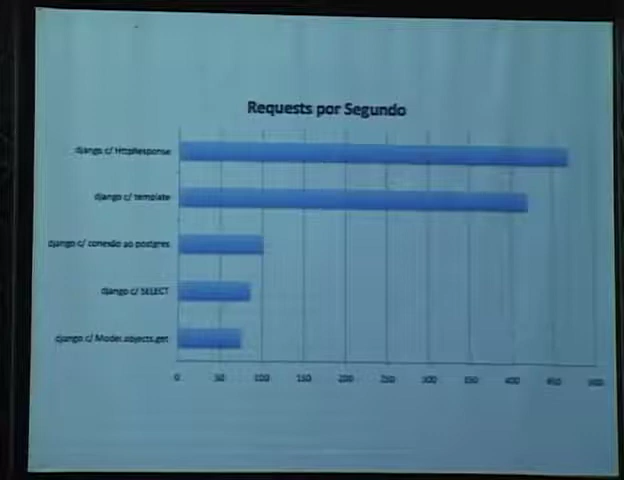 Requests por Segundo
django c/ HttpResponse
django c/ template
django c/ conexão ao postgres
django c/ SELECT
django c/ Model.objects.get
0 50 100 150 200 250 300 350 400 450 500